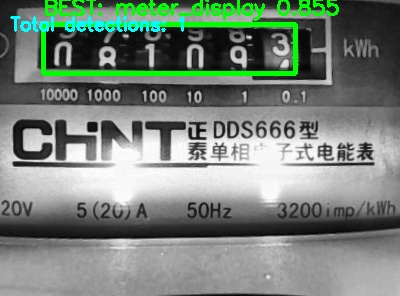 BEST: meter_display 0.855
Total detections: 1
0 8 1 0 9 3
kWh
10000 1000 100 10 1 0.1
CHNT 正泰 DDS666型
单相电子式电能表
20V 5(20)A 50Hz 3200imp/kWh